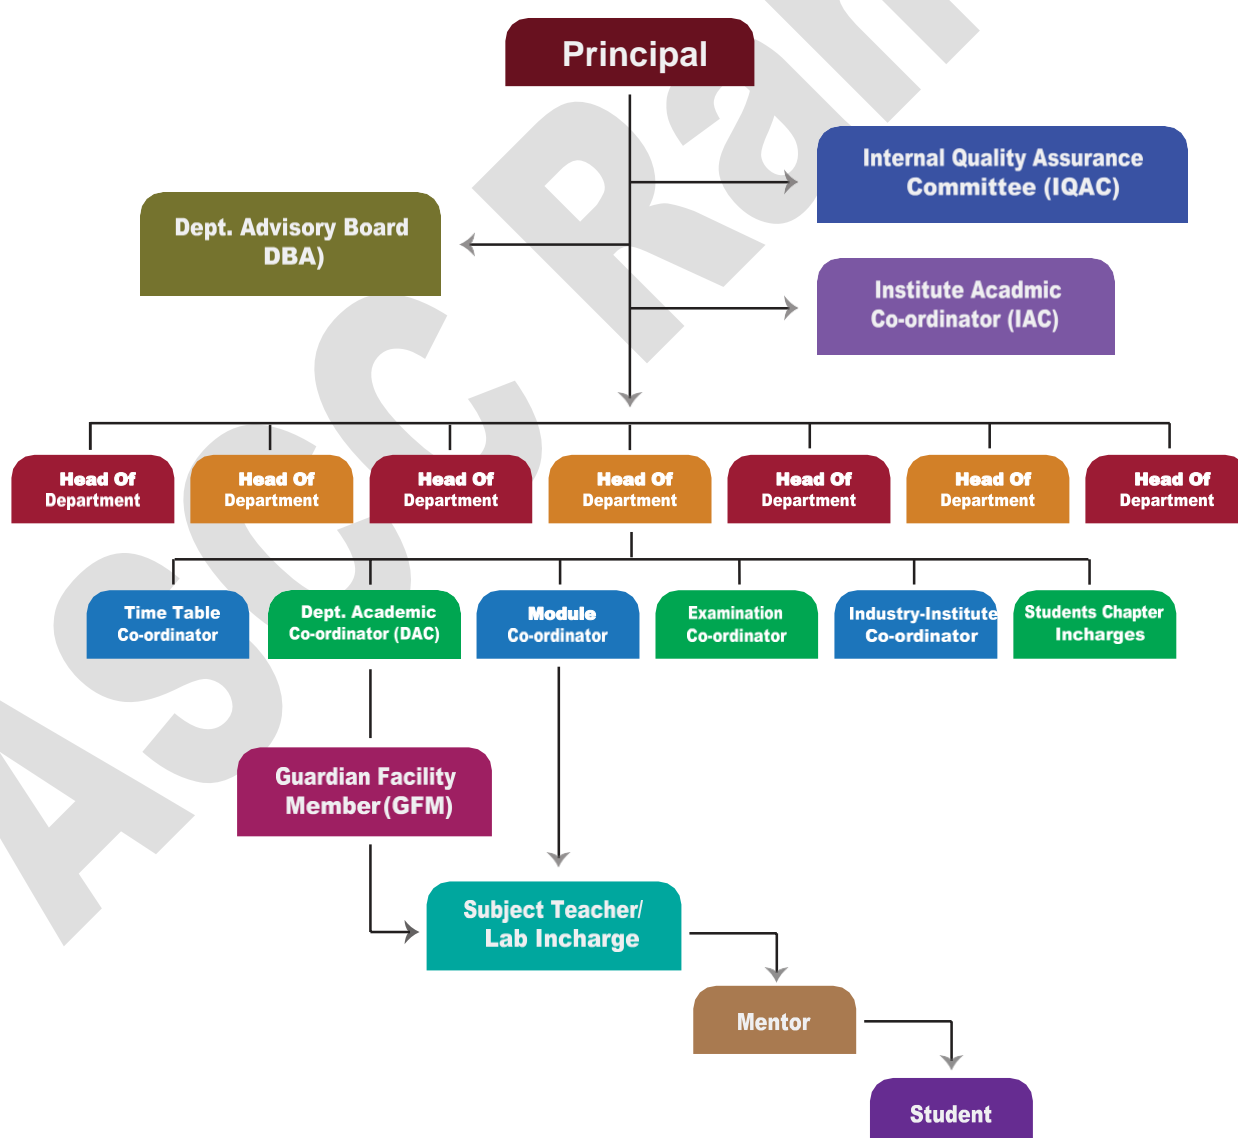 Principal
Internal Quality Assurance
Committee (IQAC)
Dept. Advisory Board
DBA)
Institute Acadmic
Co-ordinator (IAC)
Head Of
Department
Head Of
Department
Head Of
Department
Head Of
Department
Head Of
Department
Head Of
Department
Head Of
Department
Time Table
Co-ordinator
Dept. Academic
Co-ordinator (DAC)
Module
Co-ordinator
Examination
Co-ordinator
Industry-Institute
Co-ordinator
Students Chapter
Incharges
Guardian Facility
Member (GFM)
Subject Teacher/
Lab Incharge
Mentor
Student